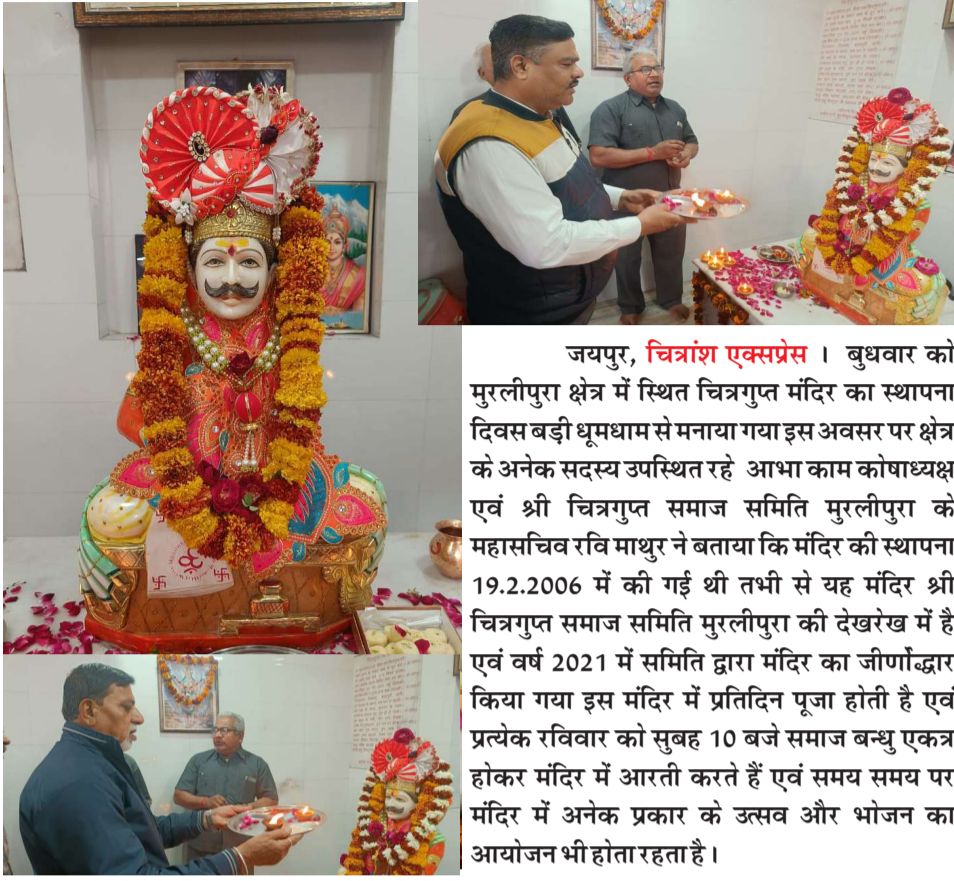 जयपुर, चित्रांश एक्सप्रेस । बुधवार को
मुरलीपुरा क्षेत्र में स्थित चित्रगुप्त मंदिर का स्थापना
दिवस बड़ी धूमधाम से मनाया गया इस अवसर पर क्षेत्र
के अनेक सदस्य उपस्थित रहे आभा काम कोषाध्यक्ष
एवं श्री चित्रगुप्त समाज समिति मुरलीपुरा के
महासचिव रवि माथुर ने बताया कि मंदिर की स्थापना
19.2.2006 में की गई थी तभी से यह मंदिर श्री
चित्रगुप्त समाज समिति मुरलीपुरा की देखरेख में है
एवं वर्ष 2021 में समिति द्वारा मंदिर का जीर्णोद्धार
किया गया इस मंदिर में प्रतिदिन पूजा होती है एवं
प्रत्येक रविवार को सुबह 10 बजे समाज बन्धु एकत्र
होकर मंदिर में आरती करते हैं एवं समय समय पर
मंदिर में अनेक प्रकार के उत्सव और भोजन का
आयोजन भी होता रहता है।